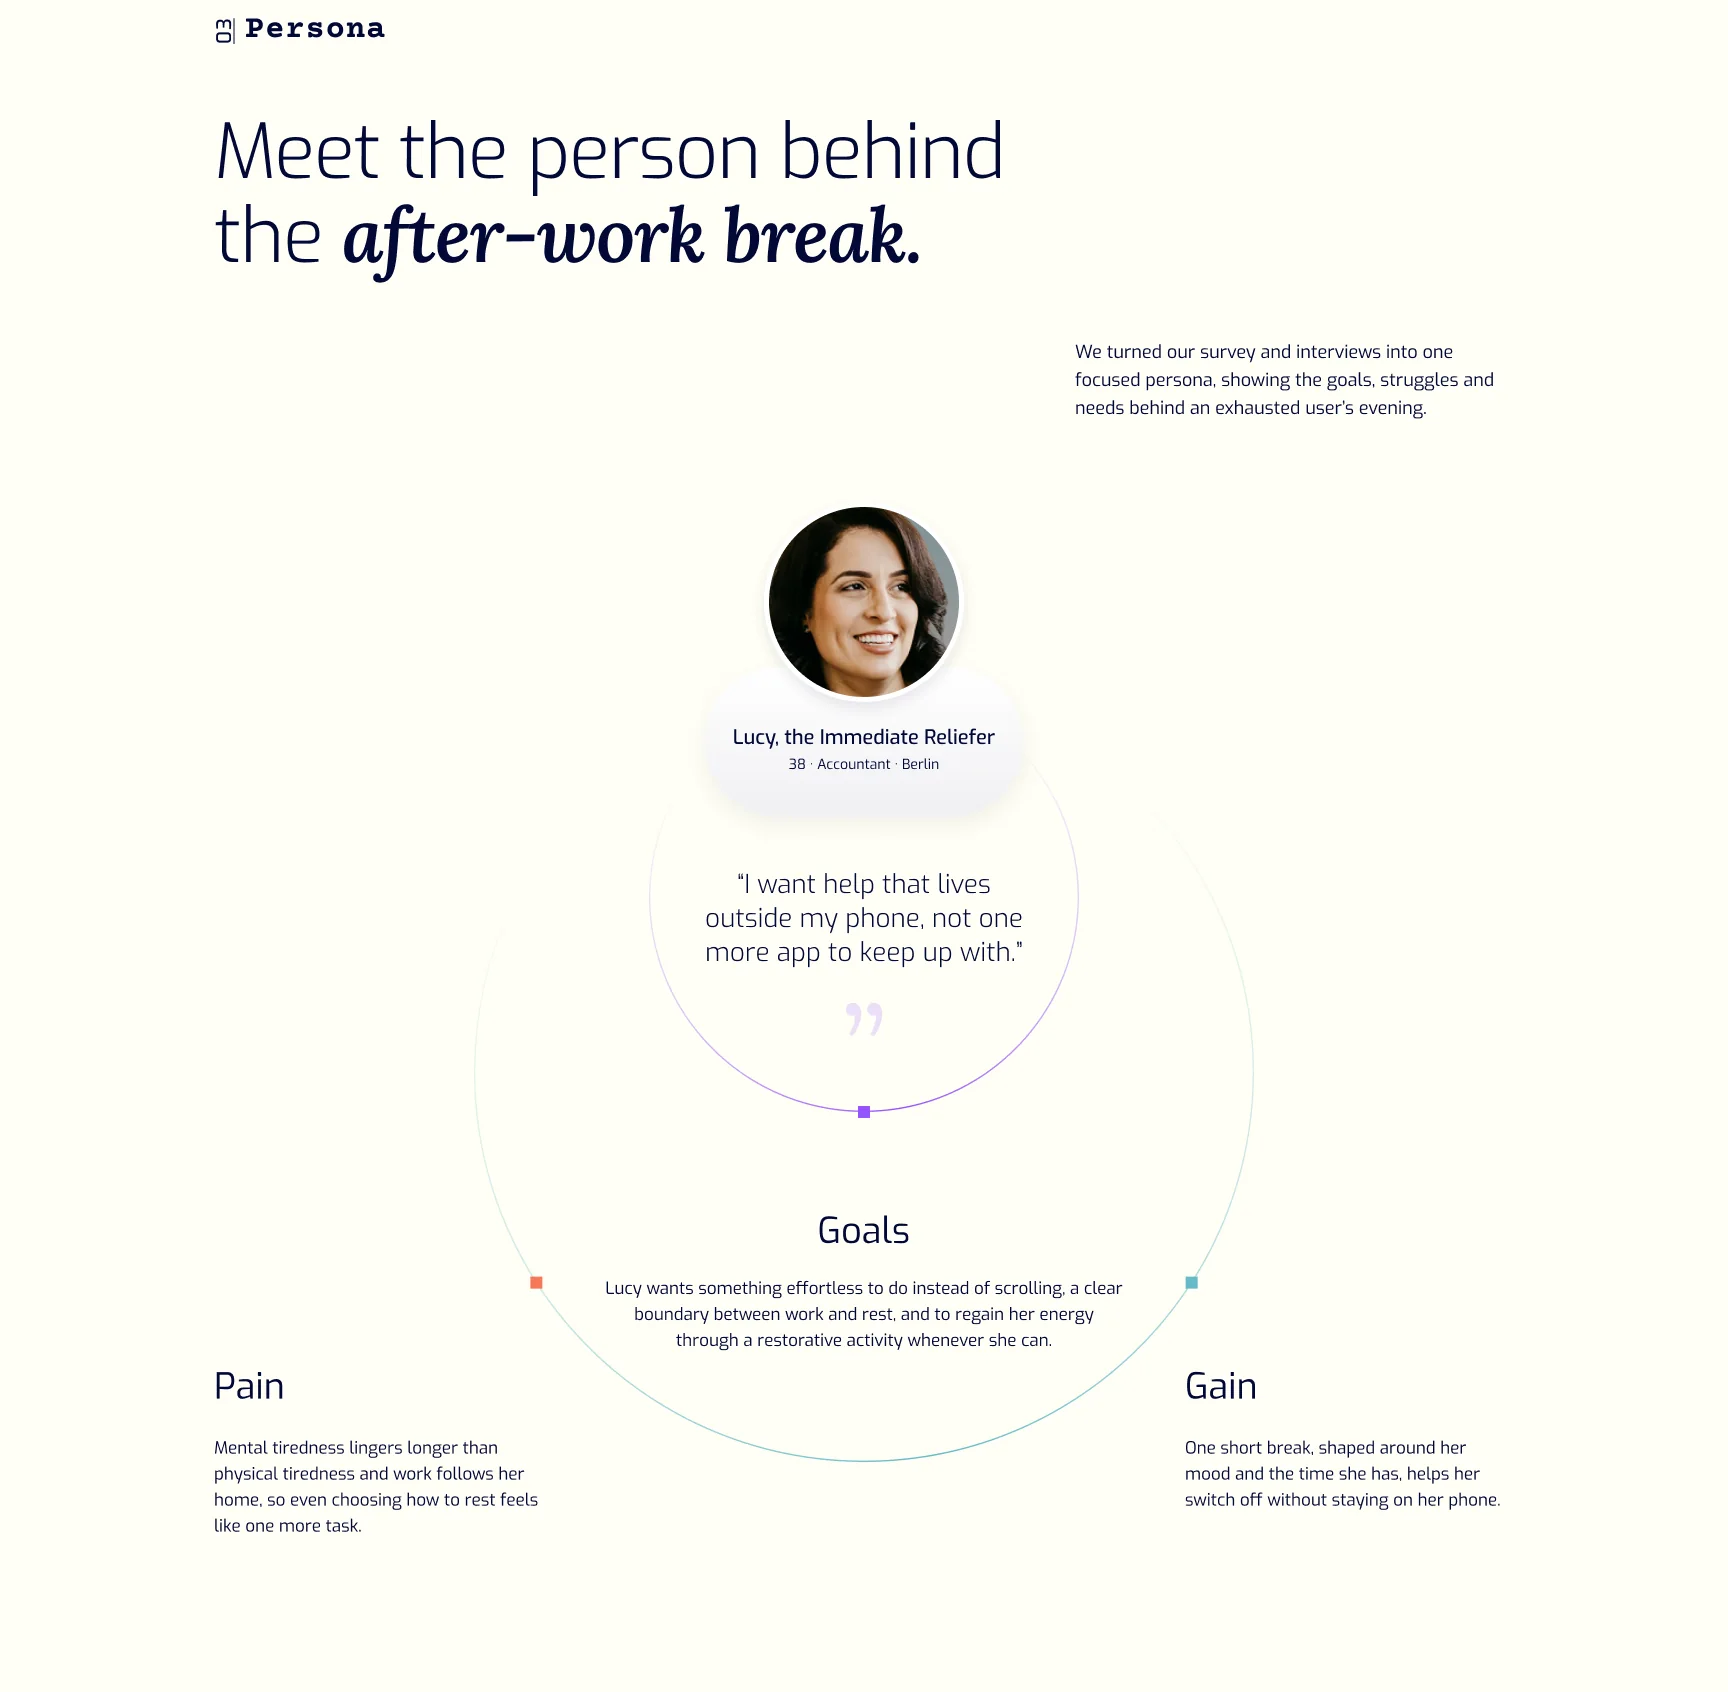 03 Persona
Meet the person behind
the after-work break.
We turned our survey and interviews into one
focused persona, showing the goals, struggles and
needs behind an exhausted user's evening.
Lucy, the Immediate Reliefer
38 · Accountant · Berlin
“I want help that lives
outside my phone, not one
more app to keep up with.”
”
Goals
Lucy wants something effortless to do instead of scrolling, a clear
boundary between work and rest, and to regain her energy
through a restorative activity whenever she can.
Pain
Mental tiredness lingers longer than
physical tiredness and work follows her
home, so even choosing how to rest feels
like one more task.
Gain
One short break, shaped around her
mood and the time she has, helps her
switch off without staying on her phone.